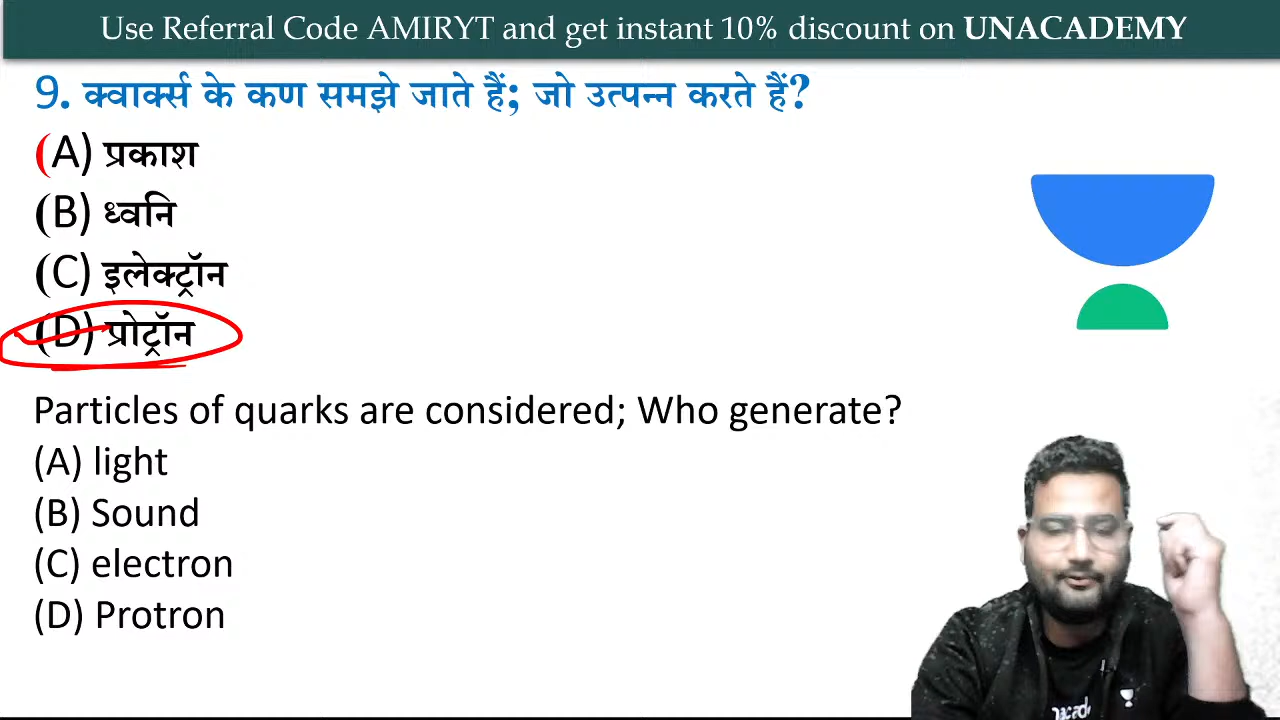 Use Referral Code AMIRYT and get instant 10% discount on UNACADEMY
9. क्वार्क्स के कण समझे जाते हैं; जो उत्पन्न करते हैं?
(A) प्रकाश
(B) ध्वनि
(C) इलेक्ट्रॉन
(D) प्रोट्रॉन
Particles of quarks are considered; Who generate?
(A) light
(B) Sound
(C) electron
(D) Protron